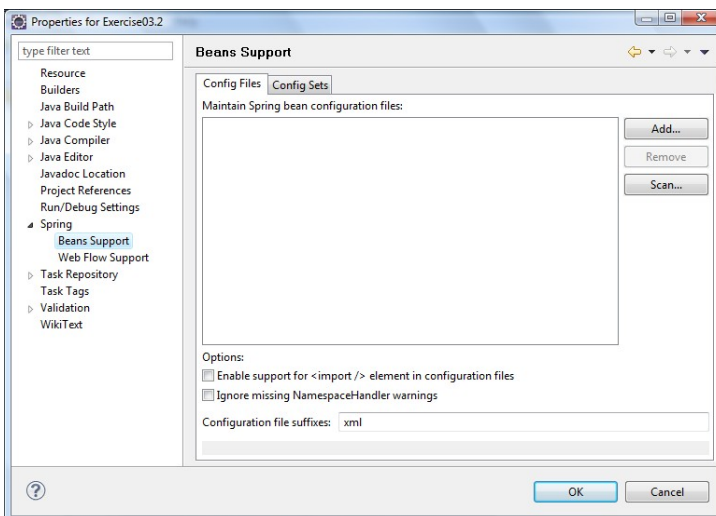 Properties for Exercise03.2
type filter text
Resource
Builders
Java Build Path
Java Code Style
Java Compiler
Java Editor
Javadoc Location
Project References
Run/Debug Settings
Spring
Beans Support
Web Flow Support
Task Repository
Task Tags
Validation
WikiText
Beans Support
Config Files
Config Sets
Maintain Spring bean configuration files:
Add...
Remove
Scan...
Options:
Enable support for <import /> element in configuration files
Ignore missing NamespaceHandler warnings
Configuration file suffixes: xml
?
OK
Cancel